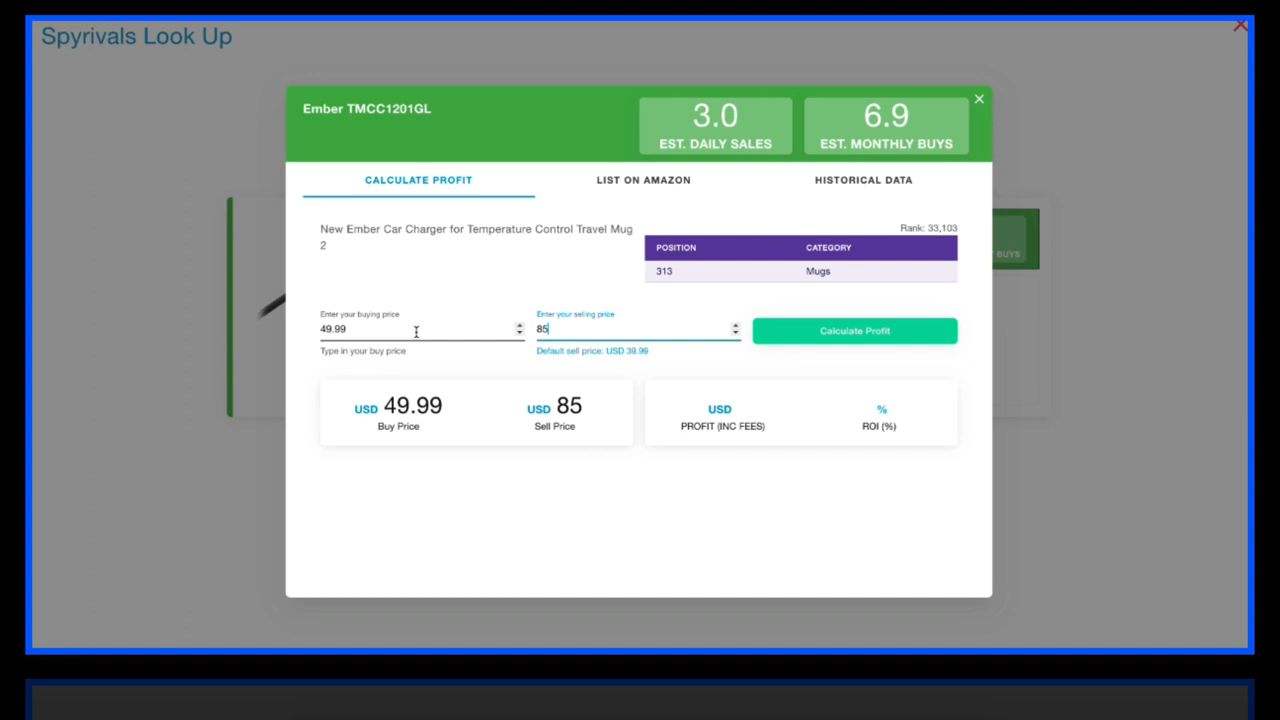 Spyrivals Look Up
Ember TMCC1201GL
3.0
EST. DAILY SALES
6.9
EST. MONTHLY BUYS
CALCULATE PROFIT
LIST ON AMAZON
HISTORICAL DATA
New Ember Car Charger for Temperature Control Travel Mug
2
Rank: 33,103
POSITION CATEGORY
313 Mugs
BUYS
Enter your buying price
49.99
Type in your buy price
Enter your selling price
85
Default sell price: USD 39.99
Calculate Profit
USD 49.99
Buy Price
USD 85
Sell Price
USD
PROFIT (INC FEES)
%
ROI (%)